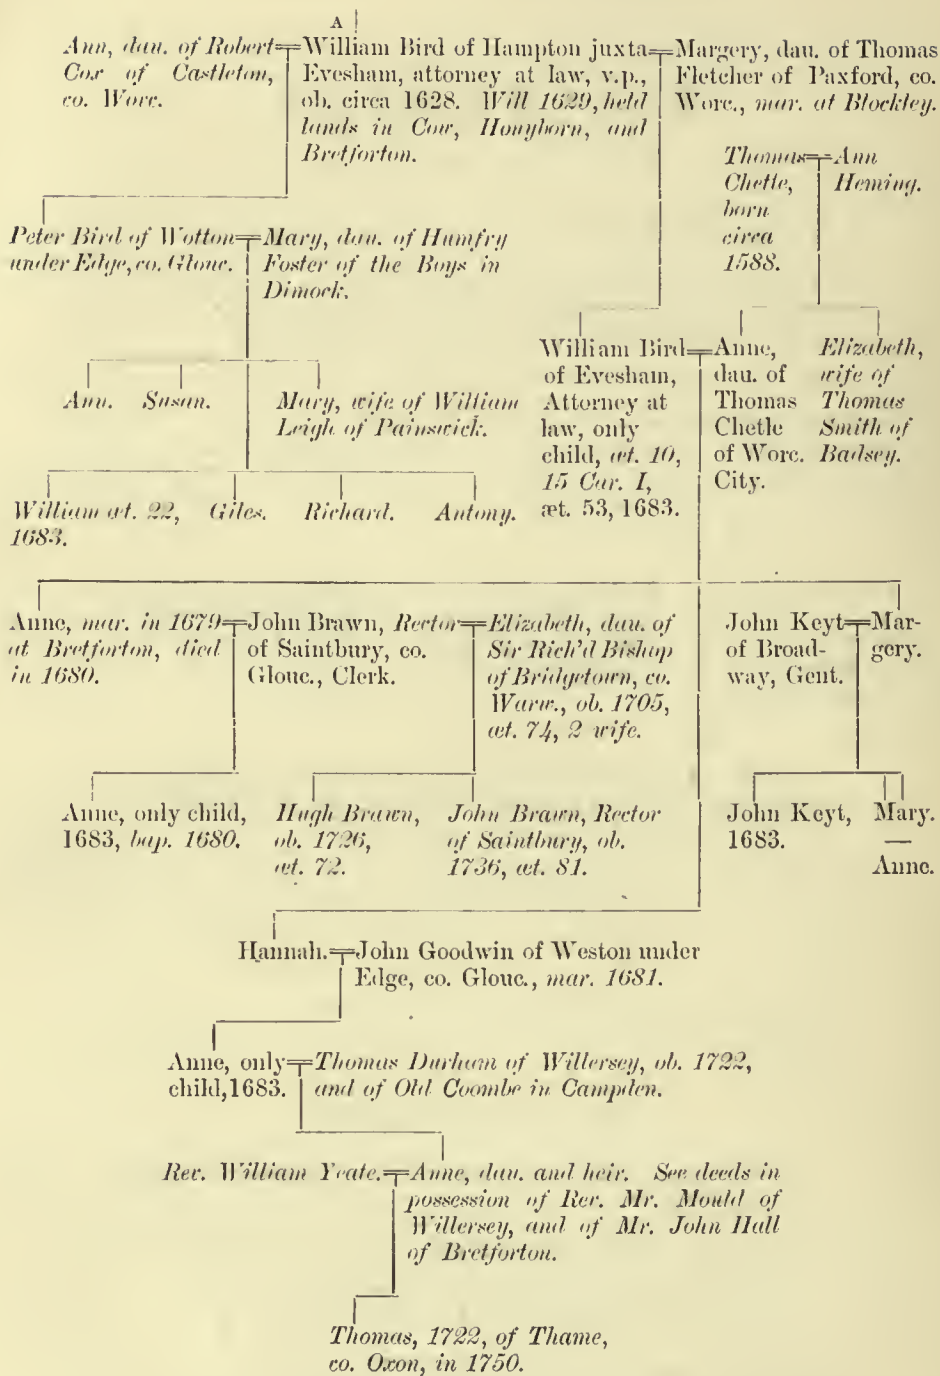 A
Ann, dau. of Robert
Cox of Castleton,
co. Worc.
William Bird of Hampton juxta
Evesham, attorney at law, v.p.,
ob. circa 1628. Will 1629, held
lands in Cow, Honyborn, and
Bretforton.
Margery, dau. of Thomas
Fletcher of Paxford, co.
Worc., mar. at Blockley.
Thomas
Chetle,
born
circa
1588.
Ann
Heming.
Peter Bird of Wotton
under Edge, co. Glouc.
Mary, dau. of Humfry
Foster of the Boys in
Dimock.
William Bird
of Evesham,
Attorney at
law, only
child, æt. 10,
15 Car. I,
æt. 53, 1683.
Anne,
dau. of
Thomas
Chetle
of Worc.
City.
Elizabeth,
wife of
Thomas
Smith of
Badsey.
Ann.
Susan.
Mary, wife of William
Leigh of Painswick.
William æt. 22,
1683.
Giles.
Richard.
Antony.
Anne, mar. in 1679
at Bretforton, died
in 1680.
John Brawn, Rector
of Saintbury, co.
Glouc., Clerk.
Elizabeth, dau. of
Sir Rich'd Bishop
of Bridgetown, co.
Warw., ob. 1705,
æt. 74, 2 wife.
John Keyt
of Broad-
way, Gent.
Mar-
gery.
Anne, only child,
1683, bap. 1680.
Hugh Brawn,
ob. 1726,
æt. 72.
John Brawn, Rector
of Saintbury, ob.
1736, æt. 81.
John Keyt,
1683.
Mary.
—
Anne.
Hannah.
John Goodwin of Weston under
Edge, co. Glouc., mar. 1681.
Anne, only
child, 1683.
Thomas Durham of Willersey, ob. 1722,
and of Old Coombe in Campden.
Rev. William Yeate.
Anne, dau. and heir. See deeds in
possession of Rev. Mr. Mould of
Willersey, and of Mr. John Hall
of Bretforton.
Thomas, 1722, of Thame,
co. Oxon, in 1750.